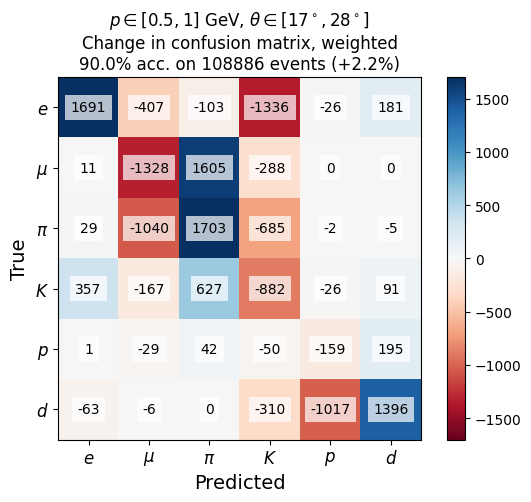 p ∈ [0.5, 1] GeV, θ ∈ [17°, 28°]
Change in confusion matrix, weighted
90.0% acc. on 108886 events (+2.2%)
e 1691 -407 -103 -1336 -26 181
μ 11 -1328 1605 -288 0 0
π 29 -1040 1703 -685 -2 -5
K 357 -167 627 -882 -26 91
p 1 -29 42 -50 -159 195
d -63 -6 0 -310 -1017 1396
e μ π K p d
True
Predicted
1500
1000
500
0
−500
−1000
−1500